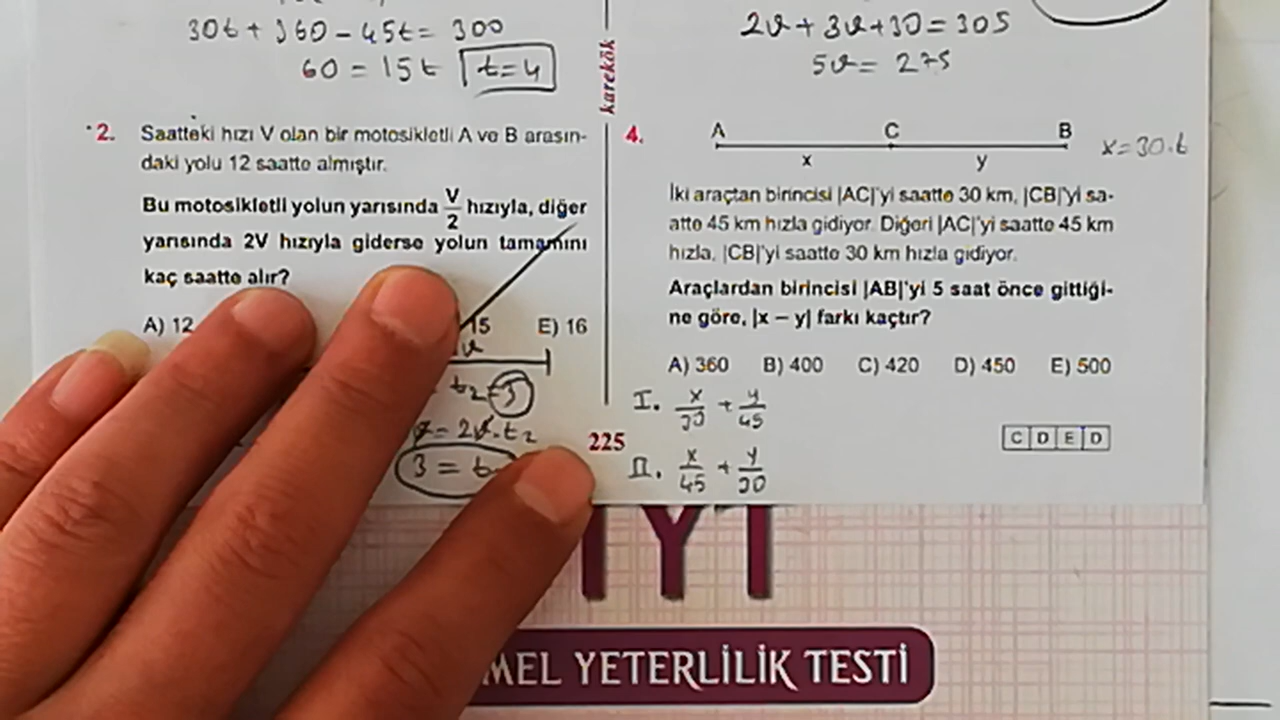 30t + 360 - 45t = 300
60 = 15t t = 4
2. Saatteki hızı V olan bir motosikletli A ve B arasın-
daki yolu 12 saatte almıştır.
Bu motosikletli yolun yarısında V/2 hızıyla, diğer
yarısında 2V hızıyla giderse yolun tamamını
kaç saatte alır?
A) 12 15 E) 16
t2 = 3
= 2v.t2
3 = t
karekök
225
2v + 3v + 30 = 305
5v = 275
4. A C B
x y
x = 30.t
İki araçtan birincisi |AC|'yi saatte 30 km, |CB|'yi sa-
atte 45 km hızla gidiyor. Diğeri |AC|'yi saatte 45 km
hızla, |CB|'yi saatte 30 km hızla gidiyor.
Araçlardan birincisi |AB|'yi 5 saat önce gittiği-
ne göre, |x – y| farkı kaçtır?
A) 360 B) 400 C) 420 D) 450 E) 500
I. x/30 + y/45
II. x/45 + y/30
C D E D
TYT
MEL YETERLİLİK TESTİ